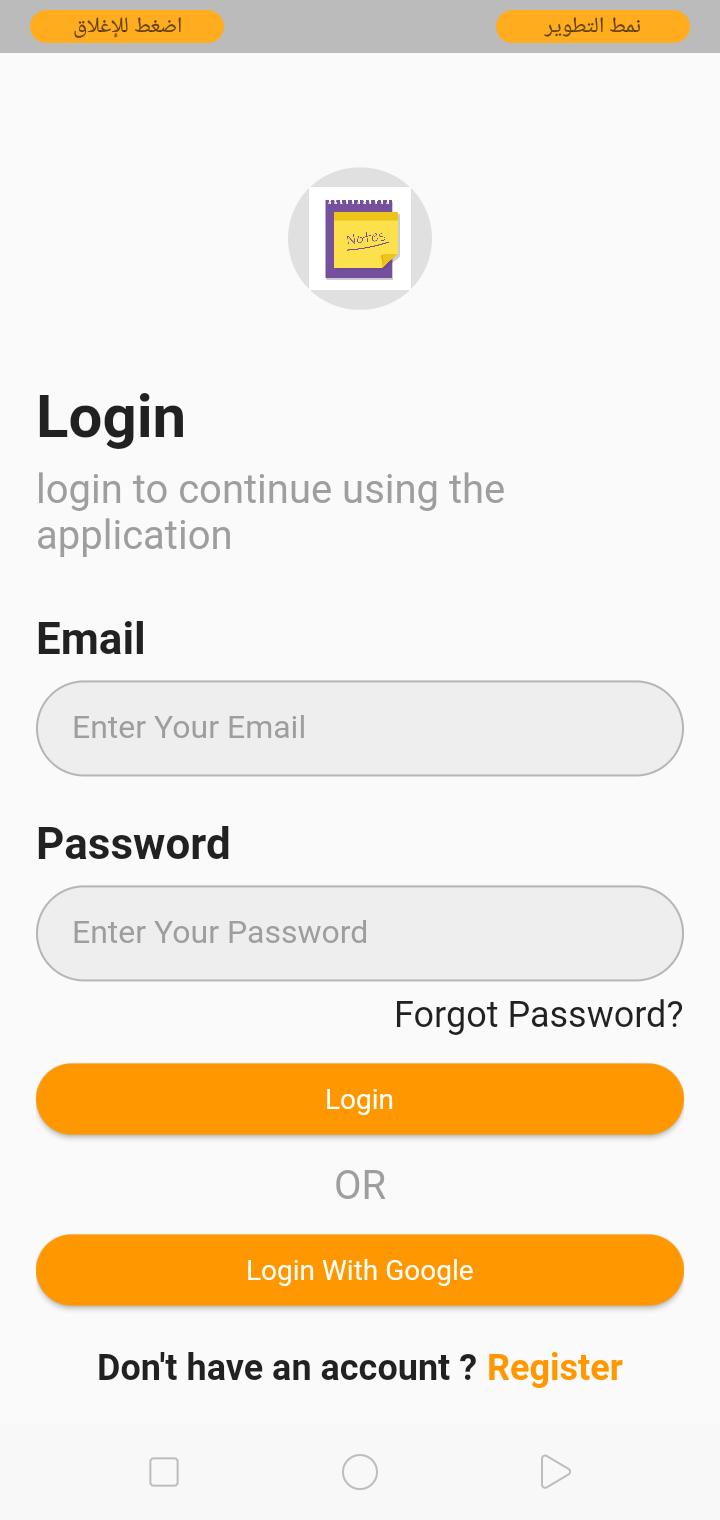 اضغط للإغلاق
نمط التطوير
Notes
Login
login to continue using the
application
Email
Enter Your Email
Password
Enter Your Password
Forgot Password?
Login
OR
Login With Google
Don't have an account ? Register